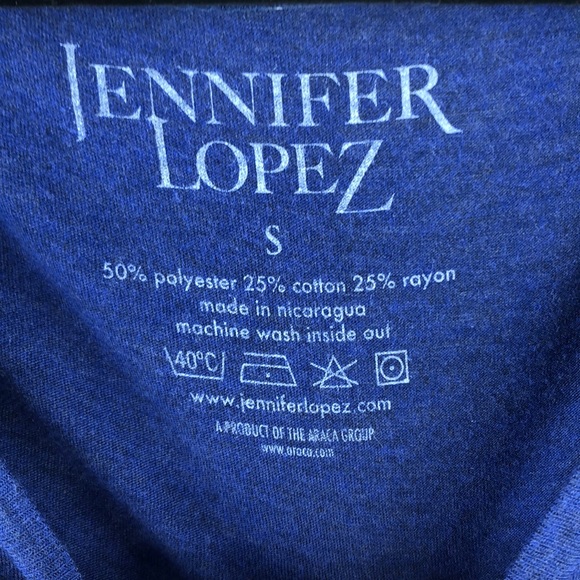 JENNIFER
LOPEZ
S
50% polyester 25% cotton 25% rayon
made in nicaragua
machine wash inside out
40°C
www.jenniferlopez.com
A PRODUCT OF THE ARACA GROUP
www.araca.com